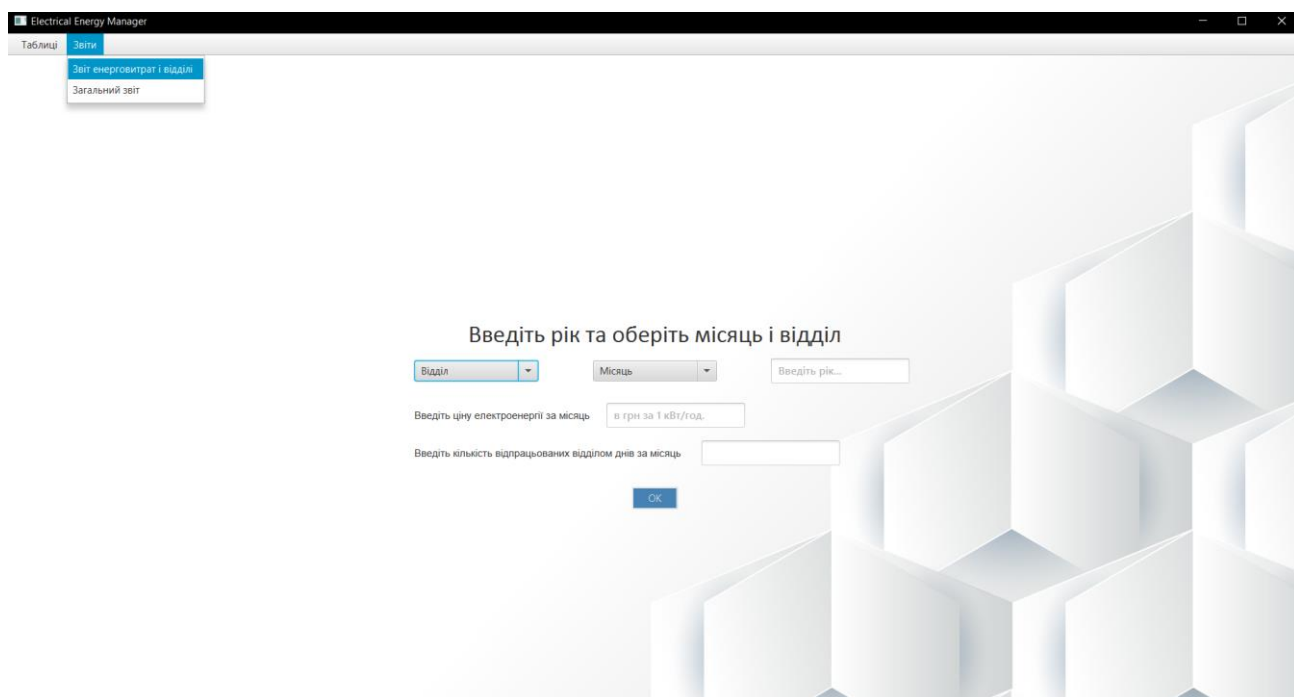 Electrical Energy Manager
Таблиці Звіти
Звіт енерговитрат і відділі
Загальний звіт
Введіть рік та оберіть місяць і відділ
Відділ Місяць Введіть рік...
Введіть ціну електроенергії за місяць в грн за 1 кВт/год.
Введіть кількість відпрацьованих відділом днів за місяць
OK